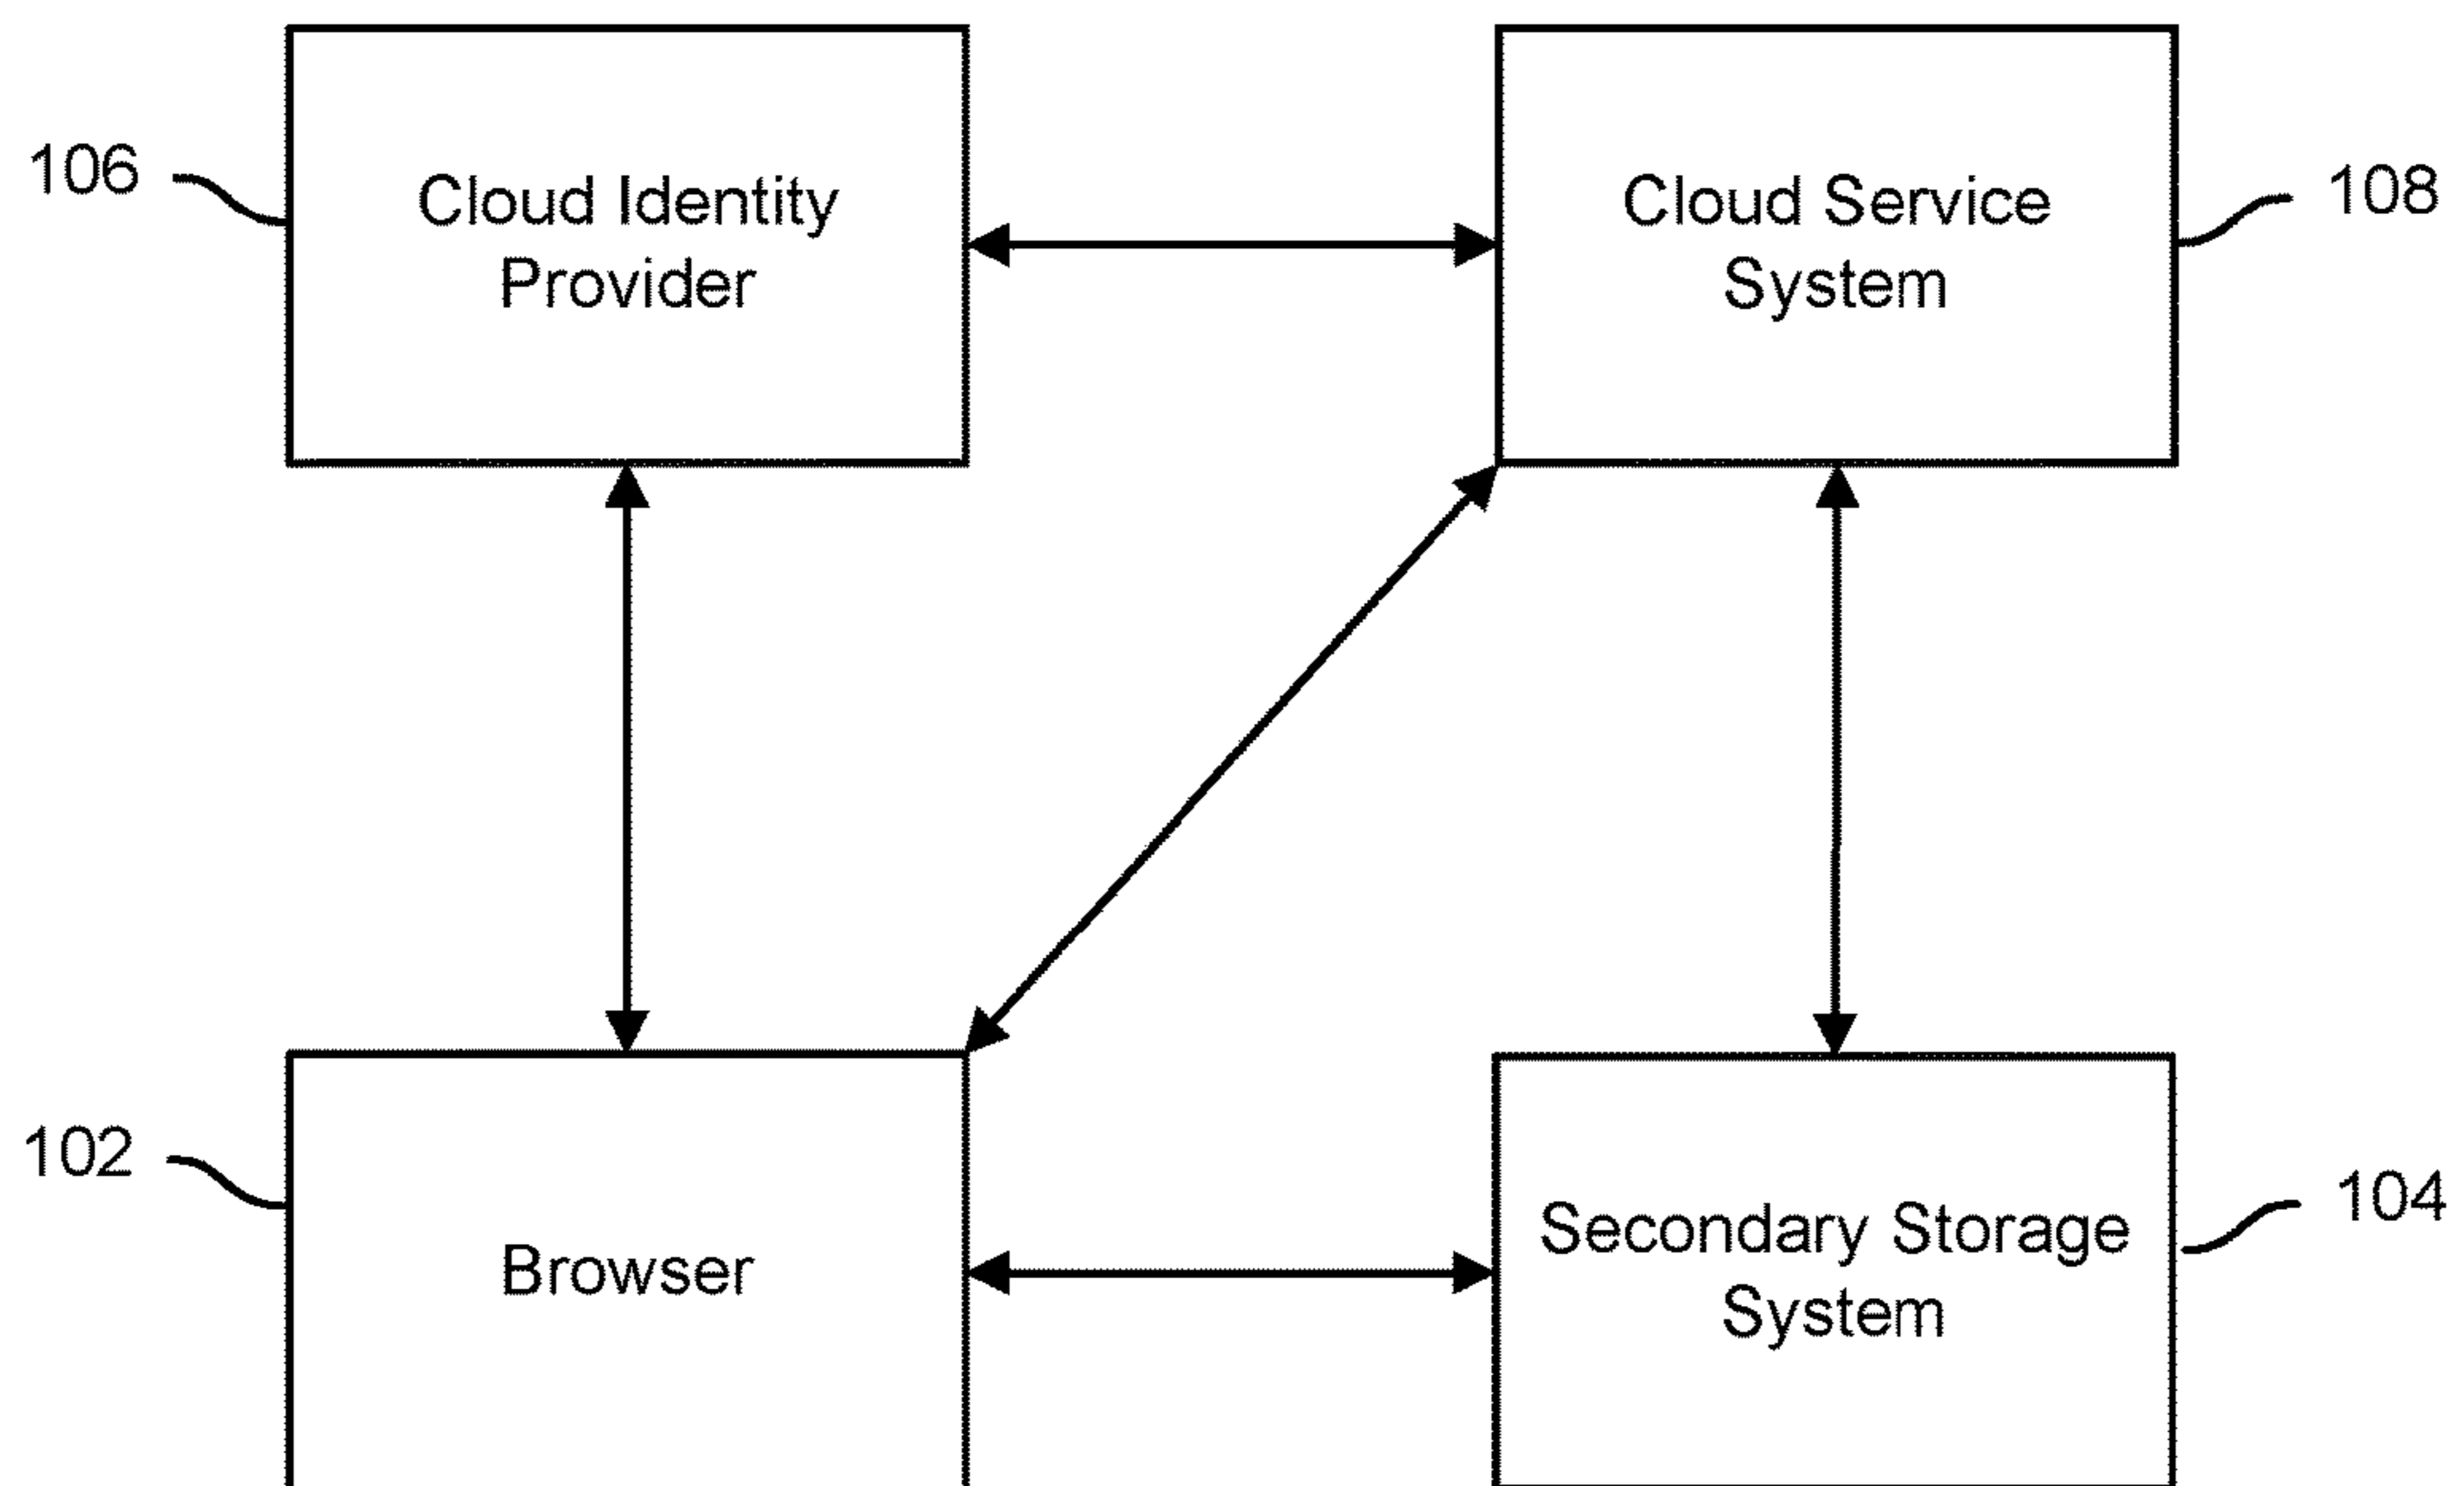 106
Cloud Identity
Provider
Cloud Service
System
108
102
Browser
Secondary Storage
System
104